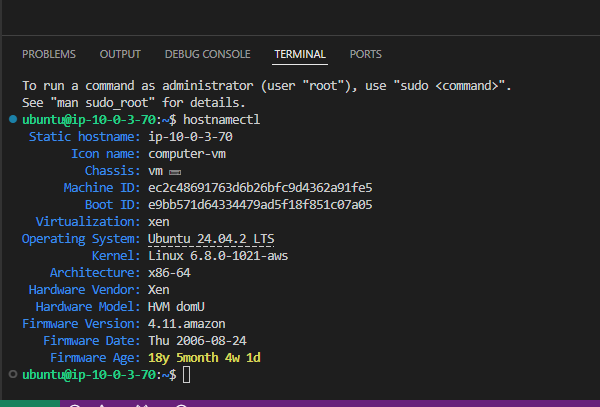 PROBLEMS OUTPUT DEBUG CONSOLE TERMINAL PORTS
To run a command as administrator (user "root"), use "sudo <command>".
See "man sudo_root" for details.
ubuntu@ip-10-0-3-70:~$ hostnamectl
Static hostname: ip-10-0-3-70
Icon name: computer-vm
Chassis: vm
Machine ID: ec2c48691763d6b26bfc9d4362a91fe5
Boot ID: e9bb571d64334479ad5f18f851c07a05
Virtualization: xen
Operating System: Ubuntu 24.04.2 LTS
Kernel: Linux 6.8.0-1021-aws
Architecture: x86-64
Hardware Vendor: Xen
Hardware Model: HVM domU
Firmware Version: 4.11.amazon
Firmware Date: Thu 2006-08-24
Firmware Age: 18y 5month 4w 1d
ubuntu@ip-10-0-3-70:~$